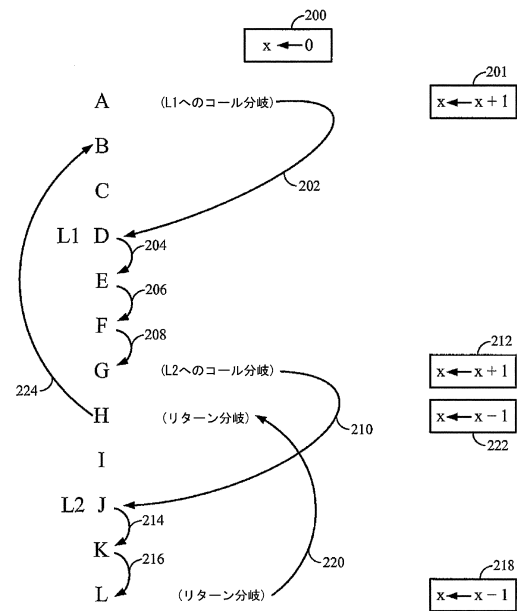 200
x ← 0
201
A (L1へのコール分岐) x ← x + 1
B
202
C
L1 D
204
E
206
F
208
212
G (L2へのコール分岐) x ← x + 1
224
H (リターン分岐) 210 x ← x − 1
222
I
L2 J
214
K
216 220
218
L (リターン分岐) x ← x − 1